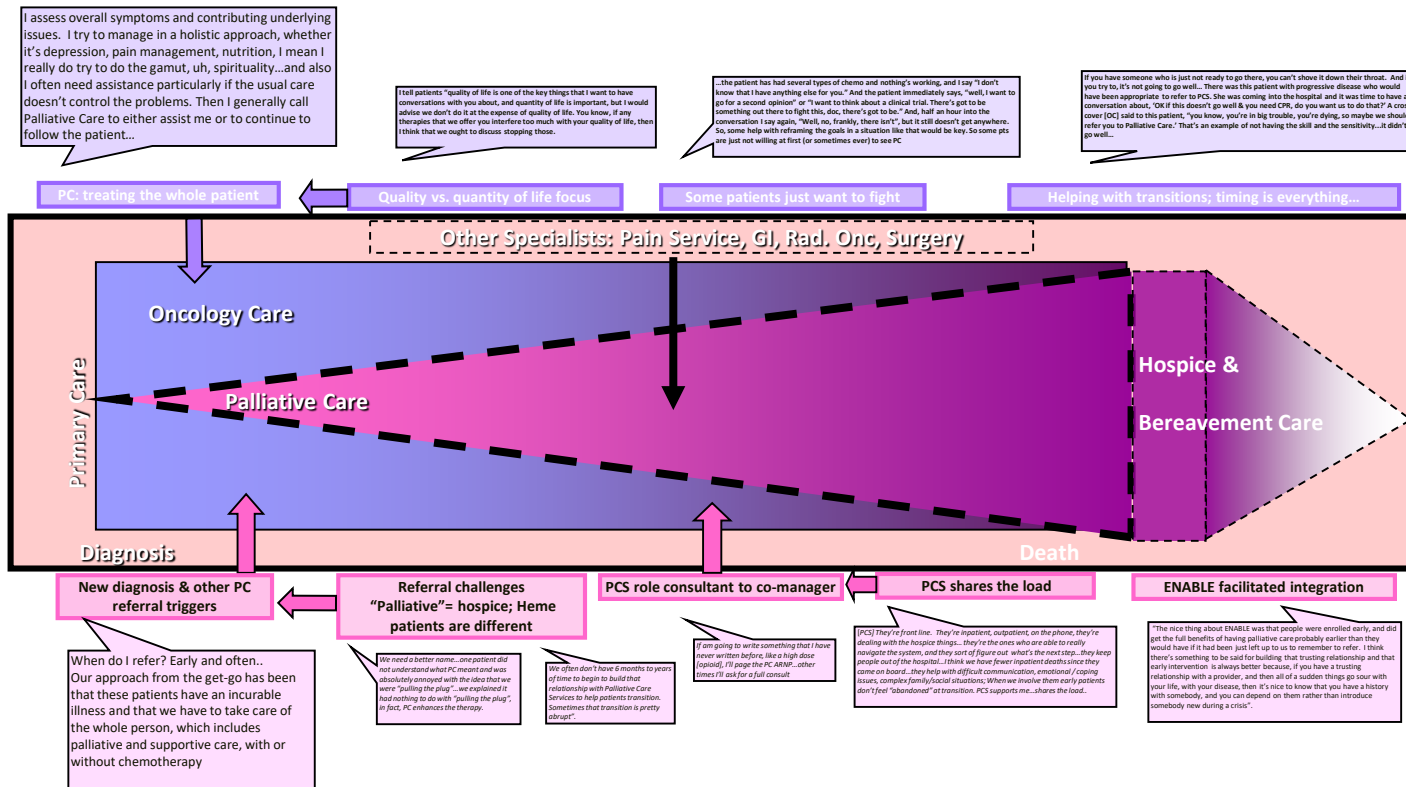 I assess overall symptoms and contributing underlying
issues.  I try to manage in a holistic approach, whether
it's depression, pain management, nutrition, I mean I
really do try to do the gamut, uh, spirituality…and also
I often need assistance particularly if the usual care
doesn't control the problems. Then I generally call
Palliative Care to either assist me or to continue to
follow the patient…
I tell patients "quality of life is one of the key things that I want to have
conversations with you about, and quantity of life is important, but I would
advise we don't do it at the expense of quality of life. You know, if any
therapies that we offer you interfere too much with your quality of life, then
I think that we ought to discuss stopping those.
…the patient has had several types of chemo and nothing's working, and I say "I don't
know that I have anything else for you." And the patient immediately says, "well, I want to
go for a second opinion" or "I want to think about a clinical trial. There's got to be
something out there to fight this, doc, there's got to be." And, half an hour into the
conversation I say again, "Well, no, frankly, there isn't", but it still doesn't get anywhere.
So, some help with reframing the goals in a situation like that would be key. So some pts
are just not willing at first (or sometimes ever) to see PC
If you have someone who is just not ready to go there, you can't shove it down their throat.  And i
you try to, it's not going to go well… There was this patient with progressive disease who would
have been appropriate to refer to PCS. She was coming into the hospital and it was time to have a
conversation about, 'OK if this doesn't go well & you need CPR, do you want us to do that?' A cros
cover [OC] said to this patient, "you know, you're in big trouble, you're dying, so maybe we shoul
refer you to Palliative Care.' That's an example of not having the skill and the sensitivity…it didn't
go well…
PC: treating the whole patient
Quality vs. quantity of life focus
Some patients just want to fight
Helping with transitions; timing is everything…
Other Specialists: Pain Service, GI, Rad. Onc, Surgery
Oncology Care
Primary Care
Palliative Care
Hospice &
Bereavement Care
Diagnosis
Death
New diagnosis & other PC
referral triggers
Referral challenges
"Palliative"= hospice; Heme
patients are different
PCS role consultant to co-manager
PCS shares the load
ENABLE facilitated integration
When do I refer? Early and often..
Our approach from the get-go has been
that these patients have an incurable
illness and that we have to take care of
the whole person, which includes
palliative and supportive care, with or
without chemotherapy
We need a better name…one patient did
not understand what PC meant and was
absolutely annoyed with the idea that we
were "pulling the plug"…we explained it
had nothing to do with "pulling the plug",
in fact, PC enhances the therapy.
We often don't have 6 months to years
of time to begin to build that
relationship with Palliative Care
Services to help patients transition.
Sometimes that transition is pretty
abrupt".
If am going to write something that I have
never written before, like a high dose
[opioid], I'll page the PC ARNP…other
times I'll ask for a full consult
[PCS] They're front line.  They're inpatient, outpatient, on the phone, they're
dealing with the hospice things… they're the ones who are able to really
navigate the system, and they sort of figure out  what's the next step…they keep
people out of the hospital…I think we have fewer inpatient deaths since they
came on board…they help with difficult communication, emotional / coping
issues, complex family/social situations; When we involve them early patients
don't feel "abandoned" at transition. PCS supports me…shares the load..
"The nice thing about ENABLE was that people were enrolled early, and did
get the full benefits of having palliative care probably earlier than they
would have if it had been just left up to us to remember to refer.  I think
there's something to be said for building that trusting relationship and that
early intervention  is always better because, if you have a trusting
relationship with a provider, and then all of a sudden things go sour with
your life, with your disease, then it's nice to know that you have a history
with somebody, and you can depend on them rather than introduce
somebody new during a crisis".